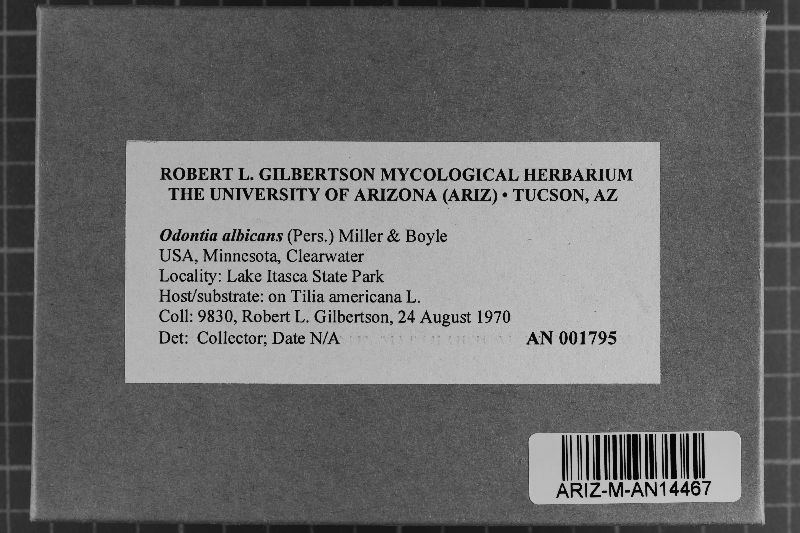 ROBERT L. GILBERTSON MYCOLOGICAL HERBARIUM
THE UNIVERSITY OF ARIZONA (ARIZ) • TUCSON, AZ
Odontia albicans (Pers.) Miller & Boyle
USA, Minnesota, Clearwater
Locality: Lake Itasca State Park
Host/substrate: on Tilia americana L.
Coll: 9830, Robert L. Gilbertson, 24 August 1970
Det: Collector; Date N/A AN 001795
ARIZ-M-AN14467